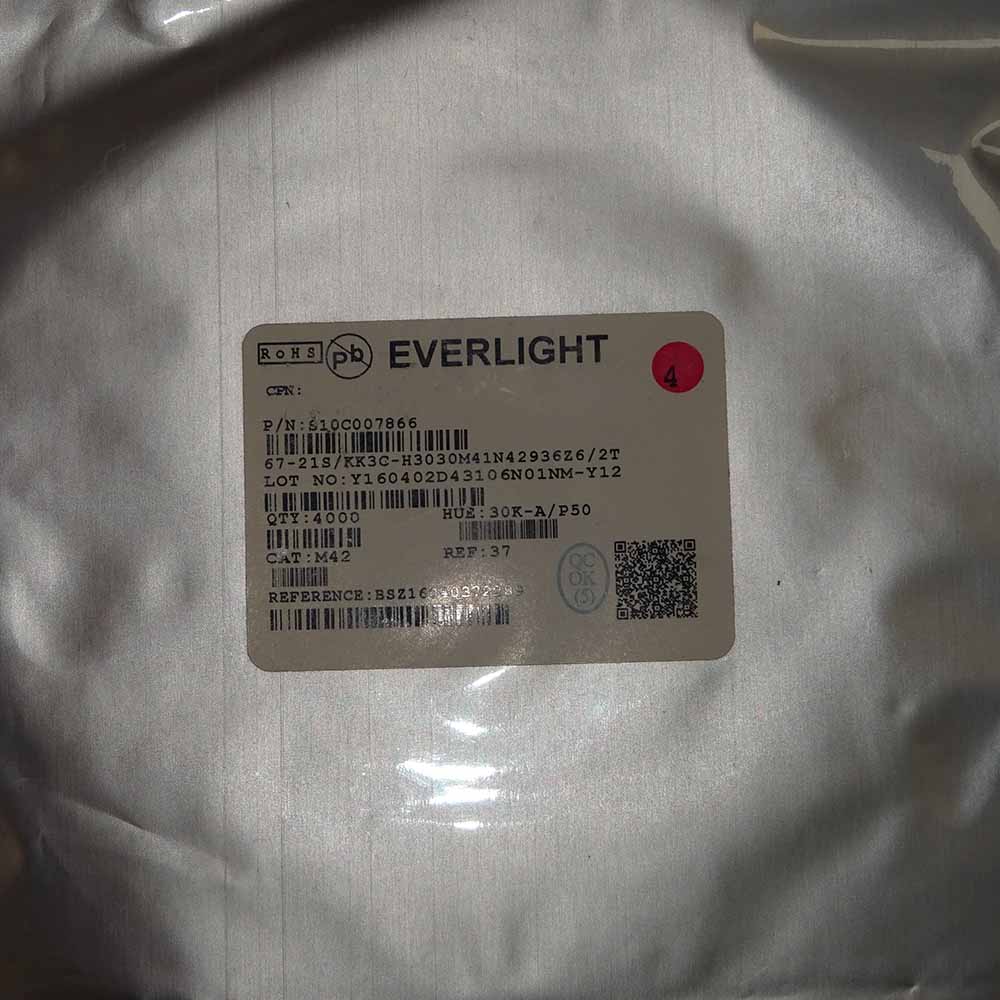 RoHS Pb EVERLIGHT
4
CPN:
P/N:S10C007866
67-21S/KK3C-H3030M41N42936Z6/2T
LOT NO:Y160402D43106N01NM-Y12
QTY:4000 HUE:30K-A/P50
CAT:M42 REF:37
QC
OK
(5)
REFERENCE: